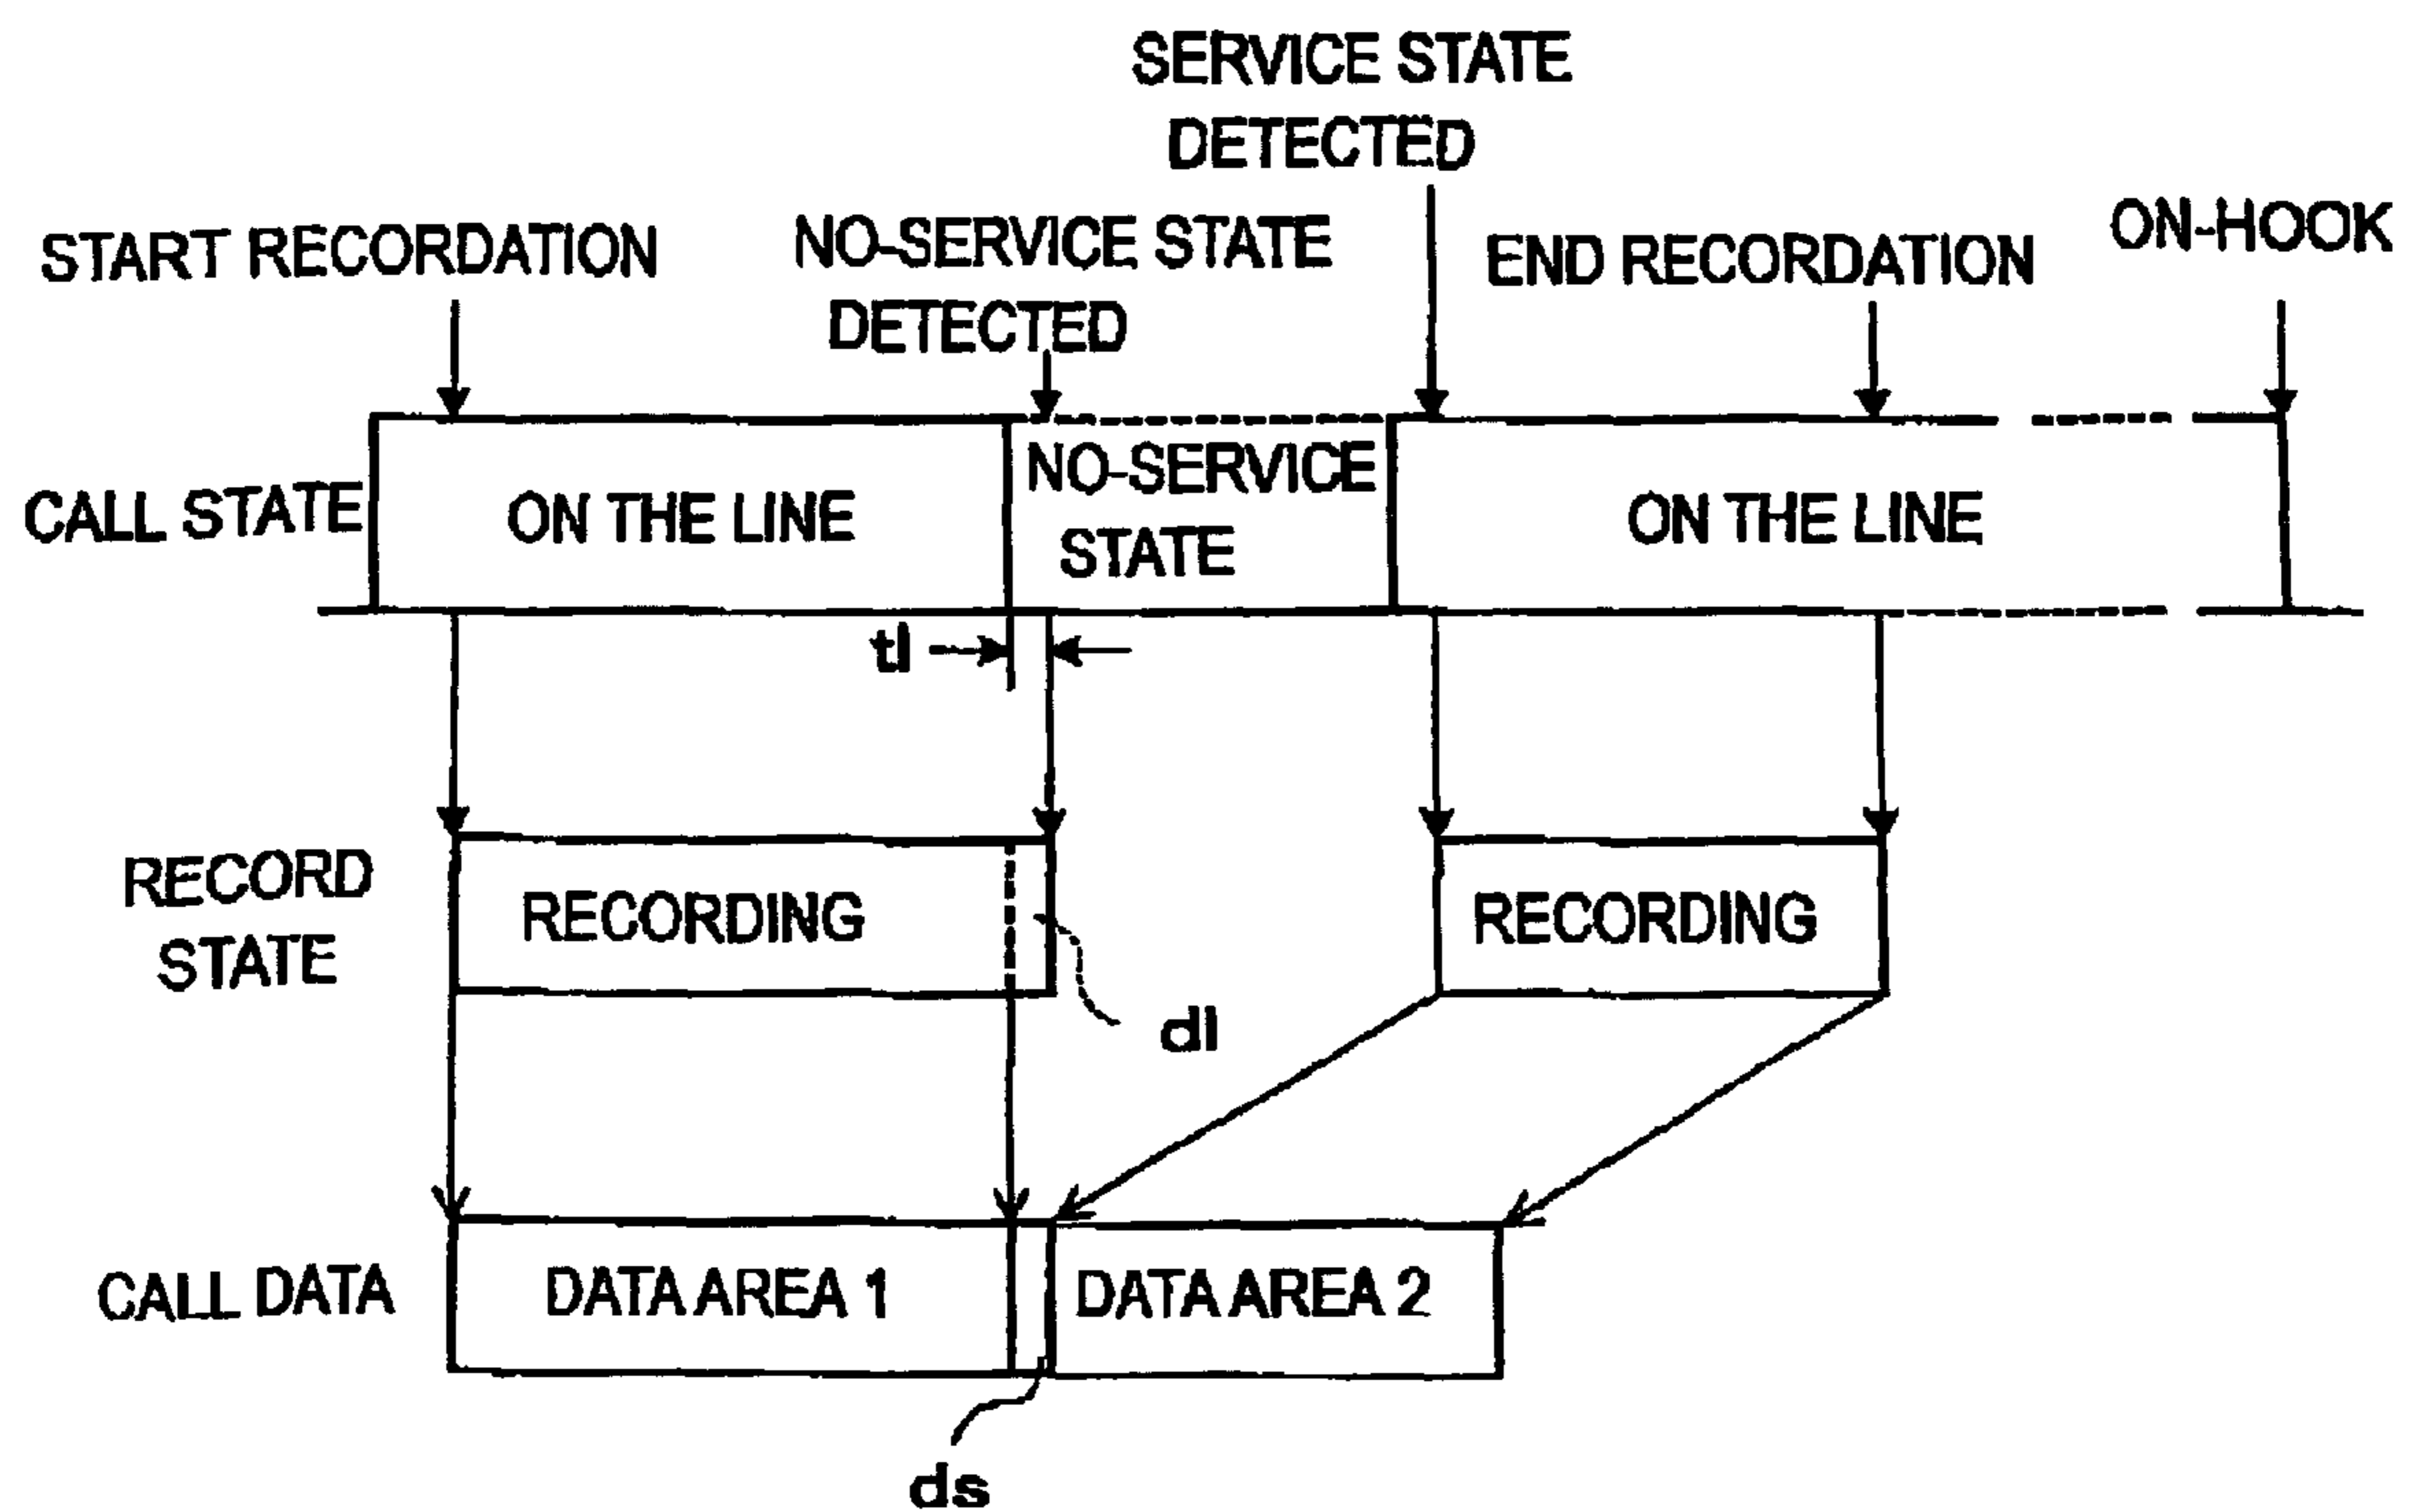 SERVICE STATE
DETECTED
START RECORDATION
NO-SERVICE STATE
DETECTED
END RECORDATION
ON-HOOK
CALL STATE
ON THE LINE
NO-SERVICE
STATE
ON THE LINE
tl
RECORD
STATE
RECORDING
RECORDING
dl
CALL DATA
DATA AREA 1
DATA AREA 2
ds